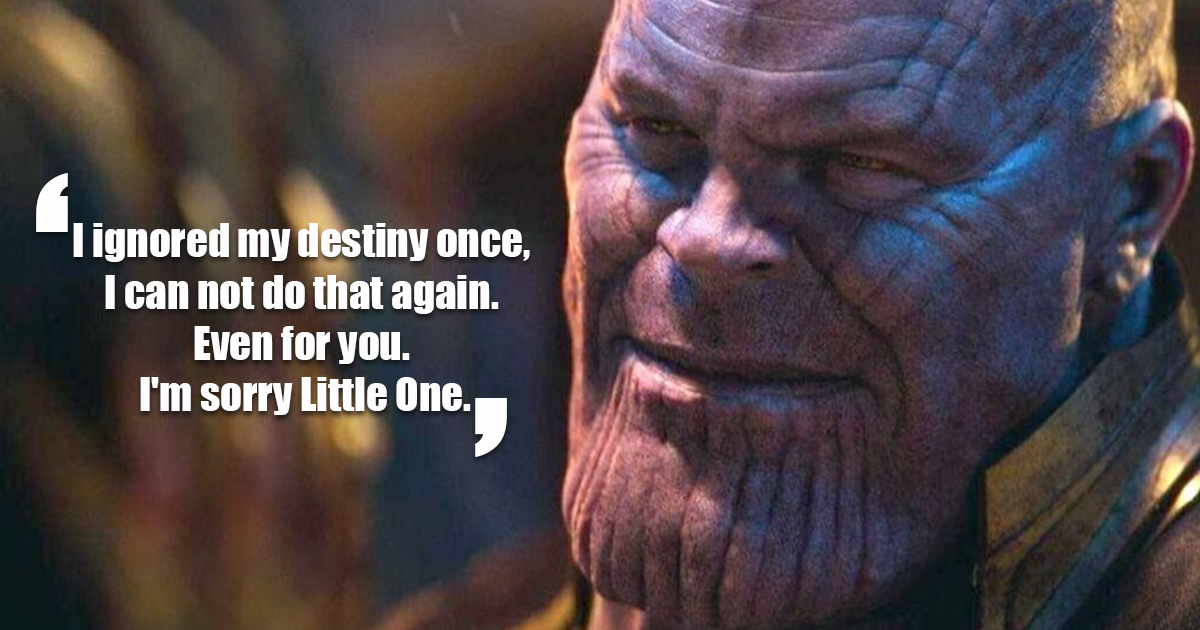 ‘I ignored my destiny once,
I can not do that again.
Even for you.
I'm sorry Little One.’